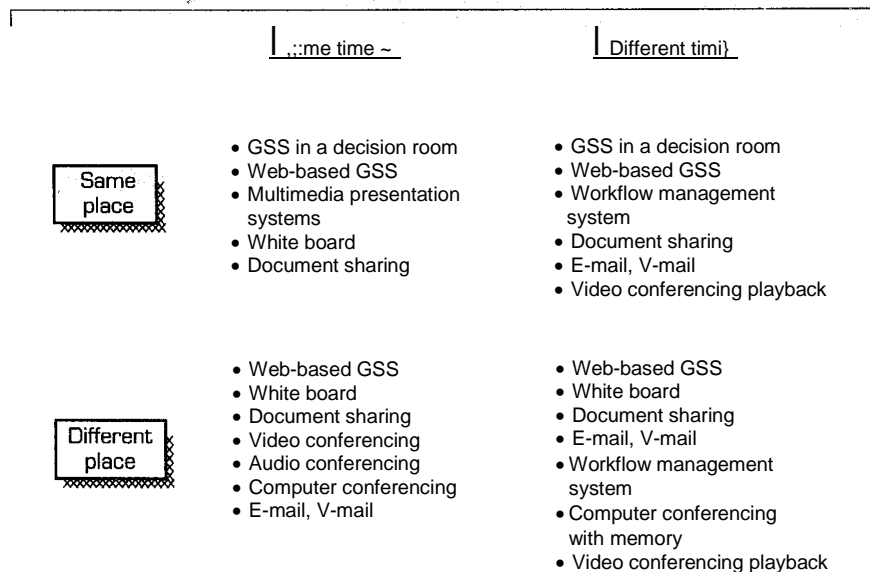 ,;:me time ~
Different timi}
Same
place
• GSS in a decision room
• Web-based GSS
• Multimedia presentation
systems
• White board
• Document sharing
• GSS in a decision room
• Web-based GSS
• Workflow management
system
• Document sharing
• E-mail, V-mail
• Video conferencing playback
Different
place
• Web-based GSS
• White board
• Document sharing
• Video conferencing
• Audio conferencing
• Computer conferencing
• E-mail, V-mail
• Web-based GSS
• White board
• Document sharing
• E-mail, V-mail
• Workflow management
system
• Computer conferencing
with memory
• Video conferencing playback